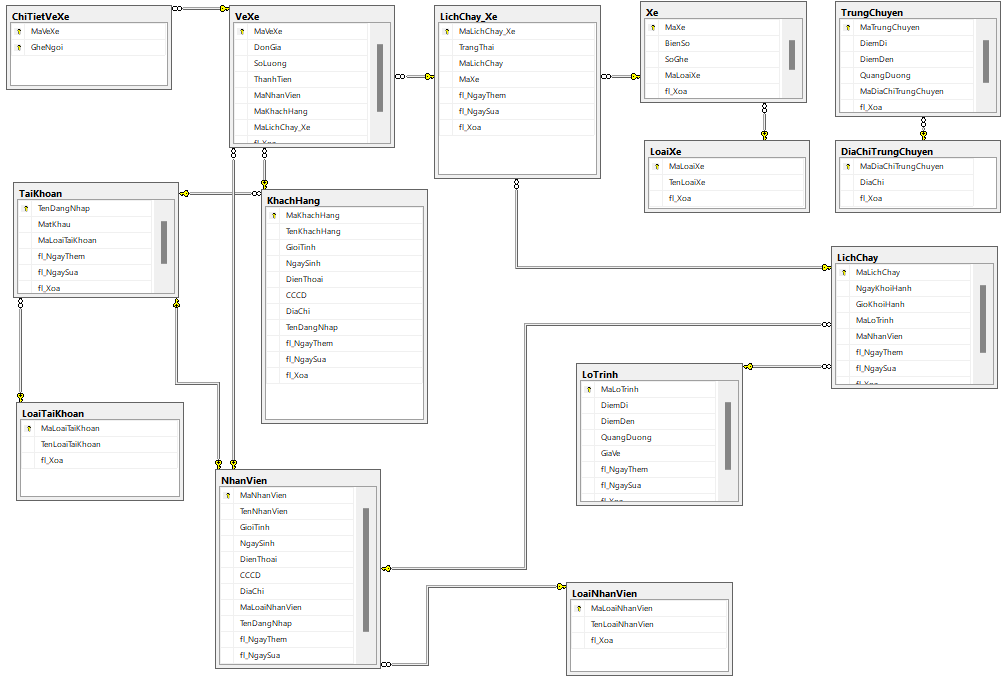 ChiTietVeXe
MaVeXe
GheNgoi
VeXe
MaVeXe
DonGia
SoLuong
ThanhTien
MaNhanVien
MaKhachHang
MaLichChay_Xe
fl_Xoa
LichChay_Xe
MaLichChay_Xe
TrangThai
MaLichChay
MaXe
fl_NgayThem
fl_NgaySua
fl_Xoa
Xe
MaXe
BienSo
SoGhe
MaLoaiXe
fl_Xoa
TrungChuyen
MaTrungChuyen
DiemDi
DiemDen
QuangDuong
MaDiaChiTrungChuyen
fl_Xoa
LoaiXe
MaLoaiXe
TenLoaiXe
fl_Xoa
DiaChiTrungChuyen
MaDiaChiTrungChuyen
DiaChi
fl_Xoa
TaiKhoan
TenDangNhap
MatKhau
MaLoaiTaiKhoan
fl_NgayThem
fl_NgaySua
fl_Xoa
KhachHang
MaKhachHang
TenKhachHang
GioiTinh
NgaySinh
DienThoai
CCCD
DiaChi
TenDangNhap
fl_NgayThem
fl_NgaySua
fl_Xoa
LichChay
MaLichChay
NgayKhoiHanh
GioKhoiHanh
MaLoTrinh
MaNhanVien
fl_NgayThem
fl_NgaySua
fl_Xoa
LoTrinh
MaLoTrinh
DiemDi
DiemDen
QuangDuong
GiaVe
fl_NgayThem
fl_NgaySua
fl_Xoa
LoaiTaiKhoan
MaLoaiTaiKhoan
TenLoaiTaiKhoan
fl_Xoa
NhanVien
MaNhanVien
TenNhanVien
GioiTinh
NgaySinh
DienThoai
CCCD
DiaChi
MaLoaiNhanVien
TenDangNhap
fl_NgayThem
fl_NgaySua
LoaiNhanVien
MaLoaiNhanVien
TenLoaiNhanVien
fl_Xoa